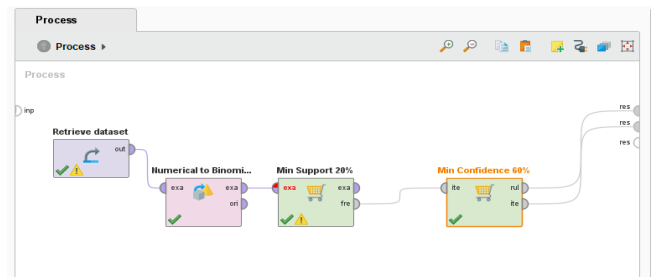 Process
Process
Process
inp
res
res
res
Retrieve dataset
out
Numerical to Binomi...
exa
exa
ori
Min Support 20%
exa
exa
fre
Min Confidence 60%
ite
rul
ite